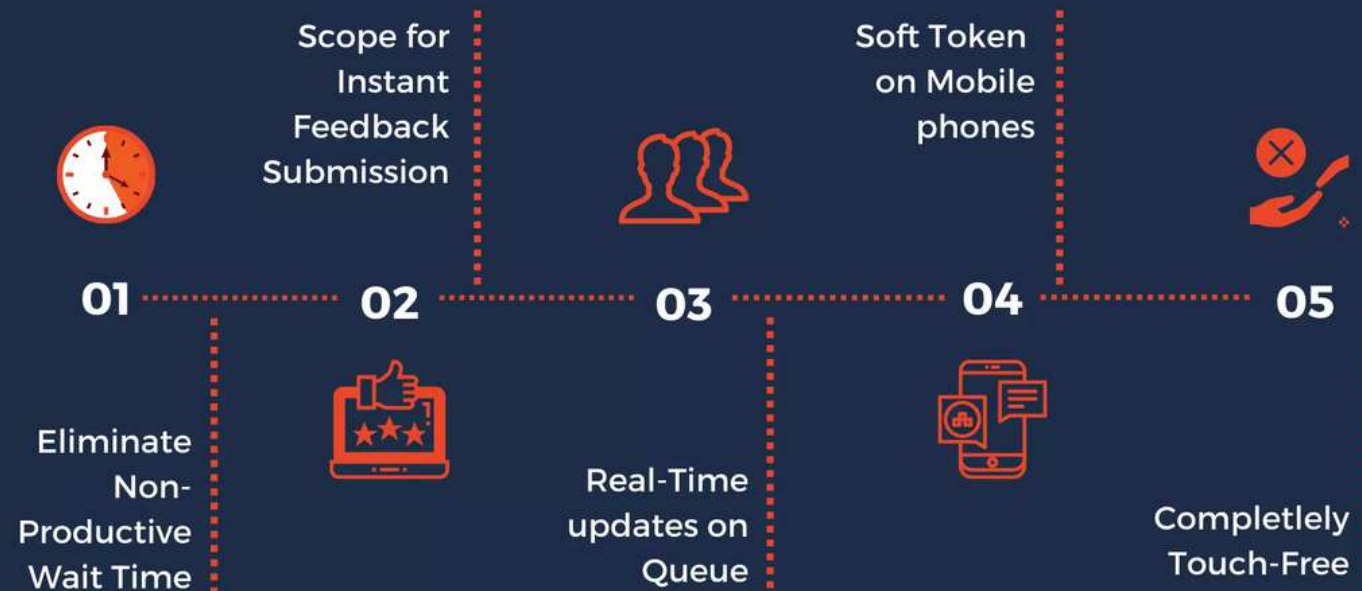 01
Eliminate
Non-
Productive
Wait Time
Scope for
Instant
Feedback
Submission
02
03
Real-Time
updates on
Queue
Soft Token
on Mobile
phones
04
05
Completlely
Touch-Free